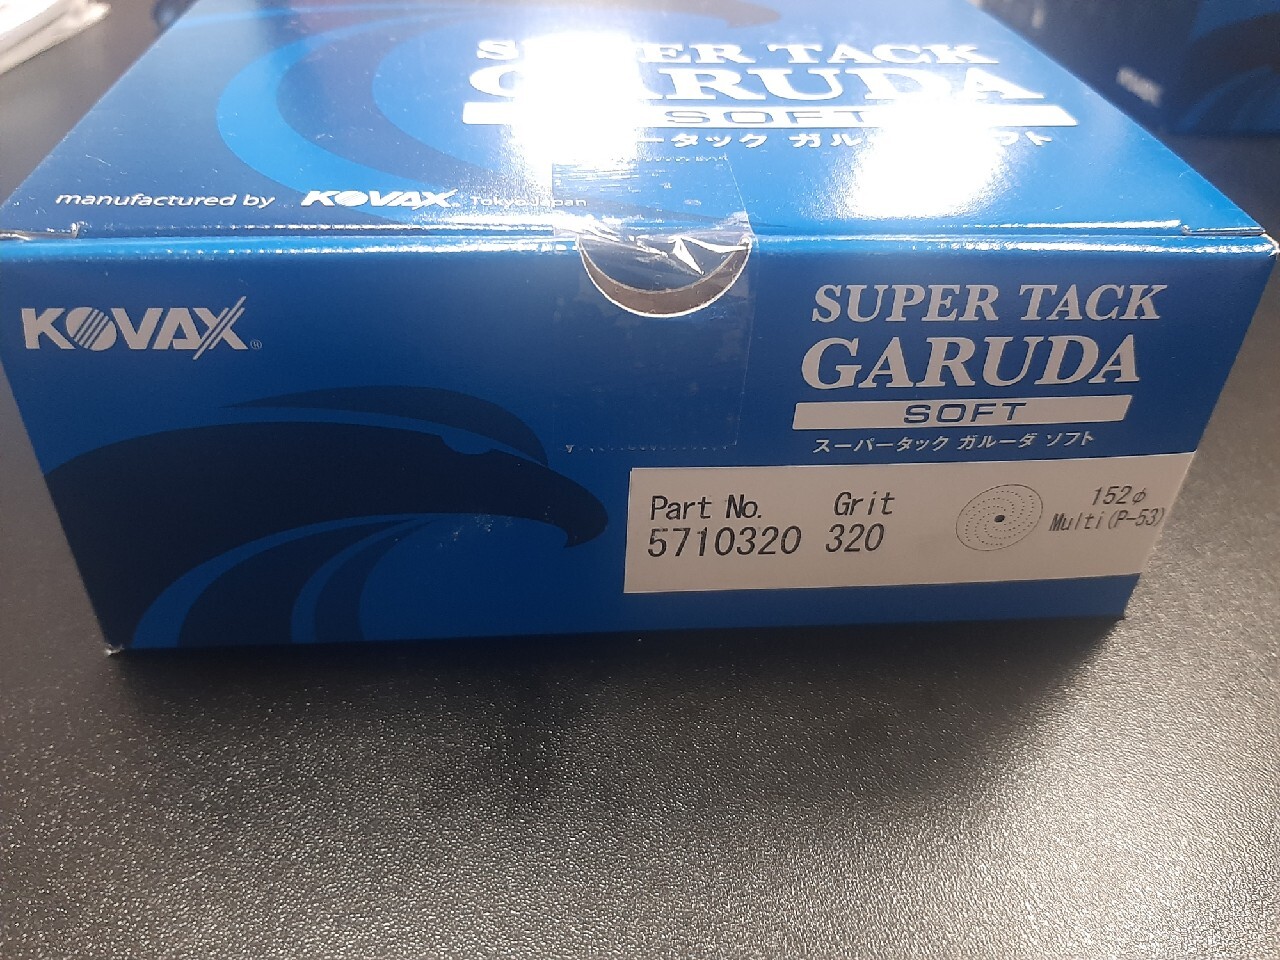 TACK
GARUDA
SOFT
manufactured by KOVAX Tokyo Japan
KOVAX®
SUPER TACK
GARUDA
SOFT
スーパータック ガルーダ ソフト
Part No. Grit
5710320 320
152φ
Multi(P-53)